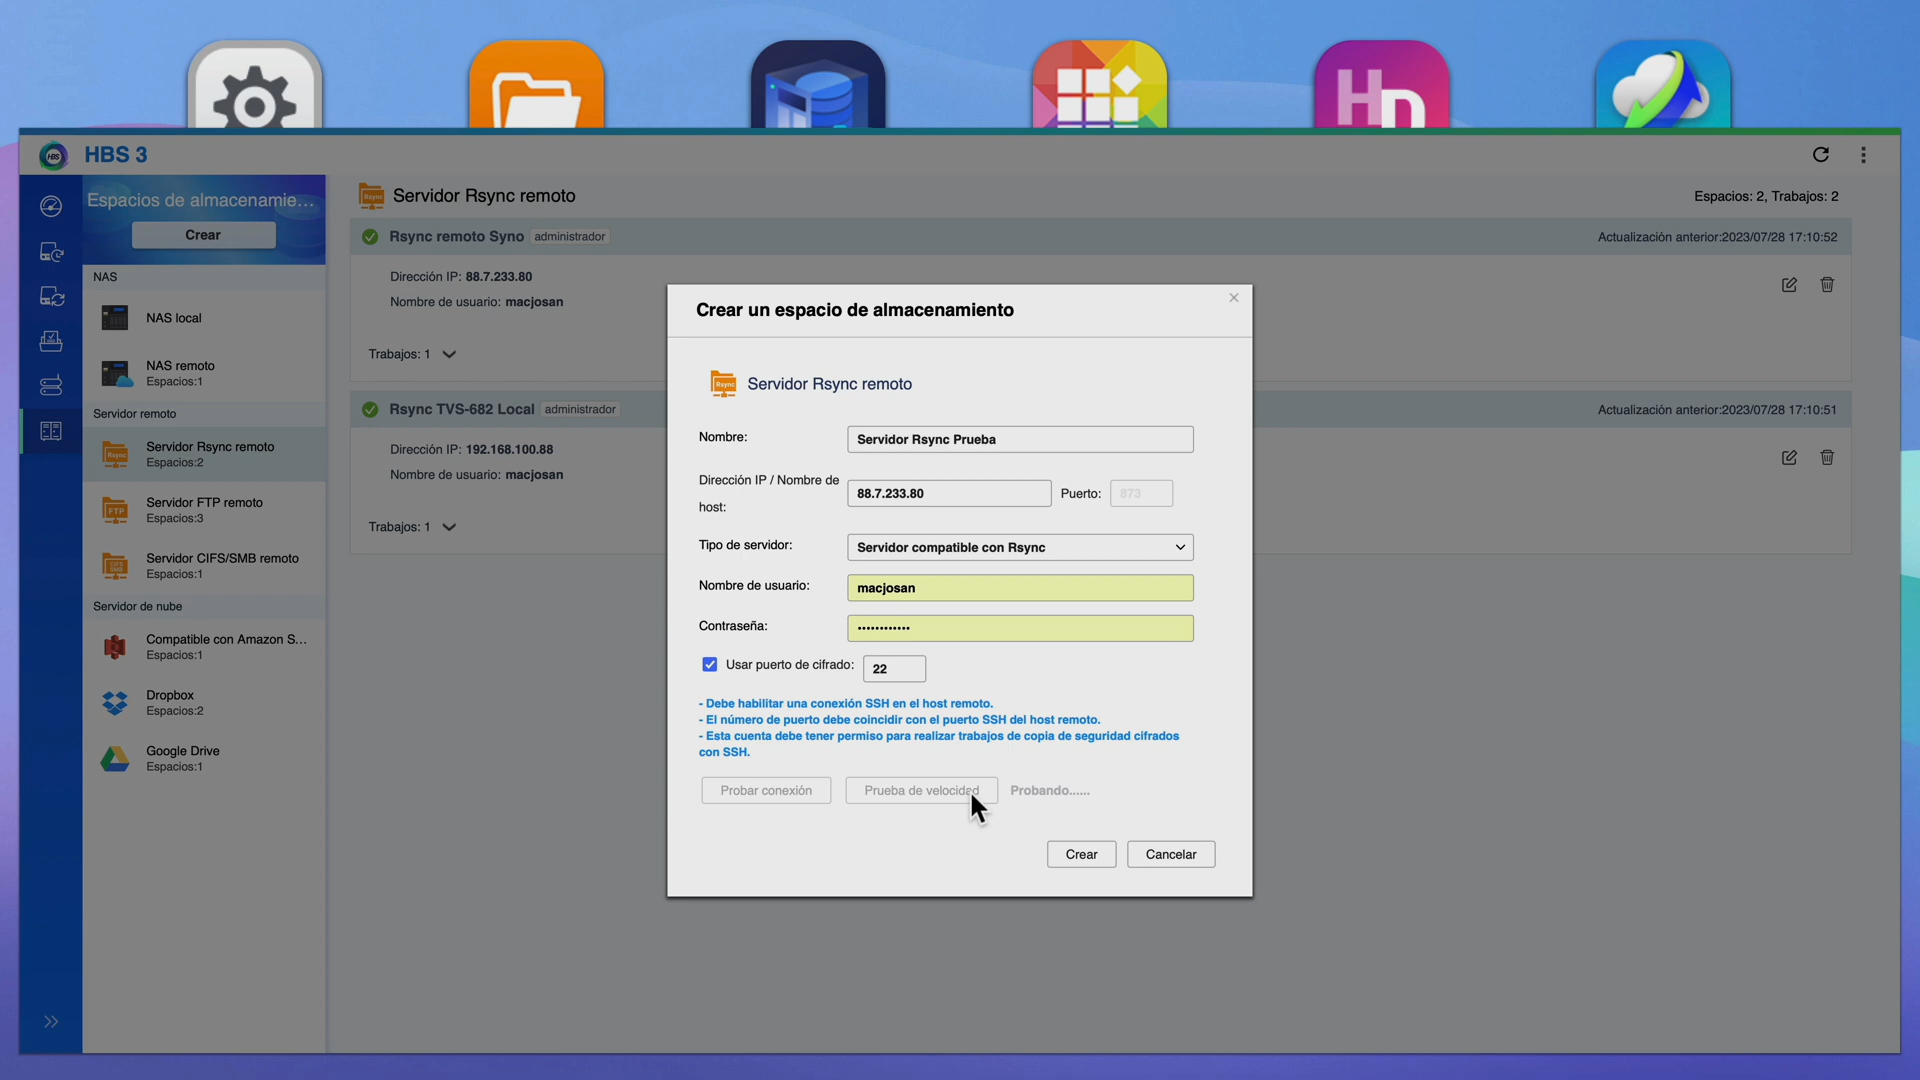 HBS 3
Espacios de almacenamie...
Crear
NAS
NAS local
NAS remoto
Espacios:1
Servidor remoto
Rsync
Servidor Rsync remoto
Espacios:2
FTP
Servidor FTP remoto
Espacios:3
CIFS
SMB
Servidor CIFS/SMB remoto
Espacios:1
Servidor de nube
Compatible con Amazon S...
Espacios:1
Dropbox
Espacios:2
Google Drive
Espacios:1
Rsync
Servidor Rsync remoto
Espacios: 2, Trabajos: 2
Rsync remoto Syno administrador
Actualización anterior:2023/07/28 17:10:52
Dirección IP: 88.7.233.80
Nombre de usuario: macjosan
Trabajos: 1
Rsync TVS-682 Local administrador
Actualización anterior:2023/07/28 17:10:51
Dirección IP: 192.168.100.88
Nombre de usuario: macjosan
Trabajos: 1
Crear un espacio de almacenamiento
Rsync
Servidor Rsync remoto
Nombre: Servidor Rsync Prueba
Dirección IP / Nombre de
host:
88.7.233.80 Puerto: 873
Tipo de servidor: Servidor compatible con Rsync
Nombre de usuario: macjosan
Contraseña: ••••••••••••
Usar puerto de cifrado: 22
- Debe habilitar una conexión SSH en el host remoto.
- El número de puerto debe coincidir con el puerto SSH del host remoto.
- Esta cuenta debe tener permiso para realizar trabajos de copia de seguridad cifrados
con SSH.
Probar conexión Prueba de velocidad Probando......
Crear Cancelar